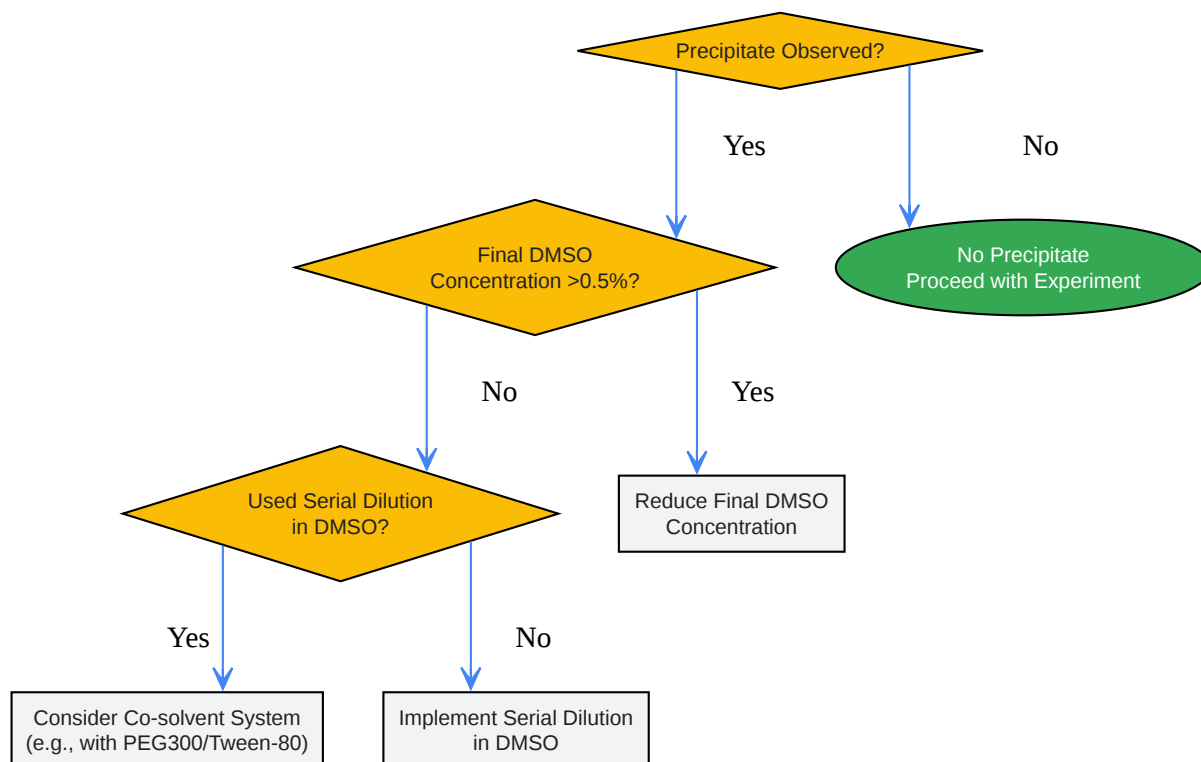 Precipitate Observed?
Yes
No
Final DMSO
Concentration >0.5%?
No Precipitate
Proceed with Experiment
No
Yes
Used Serial Dilution
in DMSO?
Reduce Final DMSO
Concentration
Yes
No
Consider Co-solvent System
(e.g., with PEG300/Tween-80)
Implement Serial Dilution
in DMSO